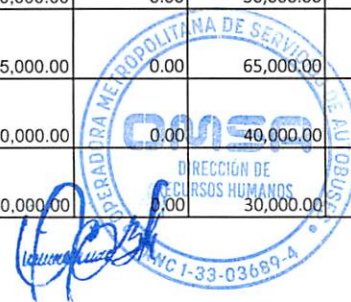 5,000.00 0.00 65,000.00
0,000.00 0.00 40,000.00
0,000.00 0.00 30,000.00
OPERADORA METROPOLITANA DE SERVICIOS DE AUTOBUSES
OMSA
DIRECCIÓN DE
RECURSOS HUMANOS
RNC 1-33-03689-4